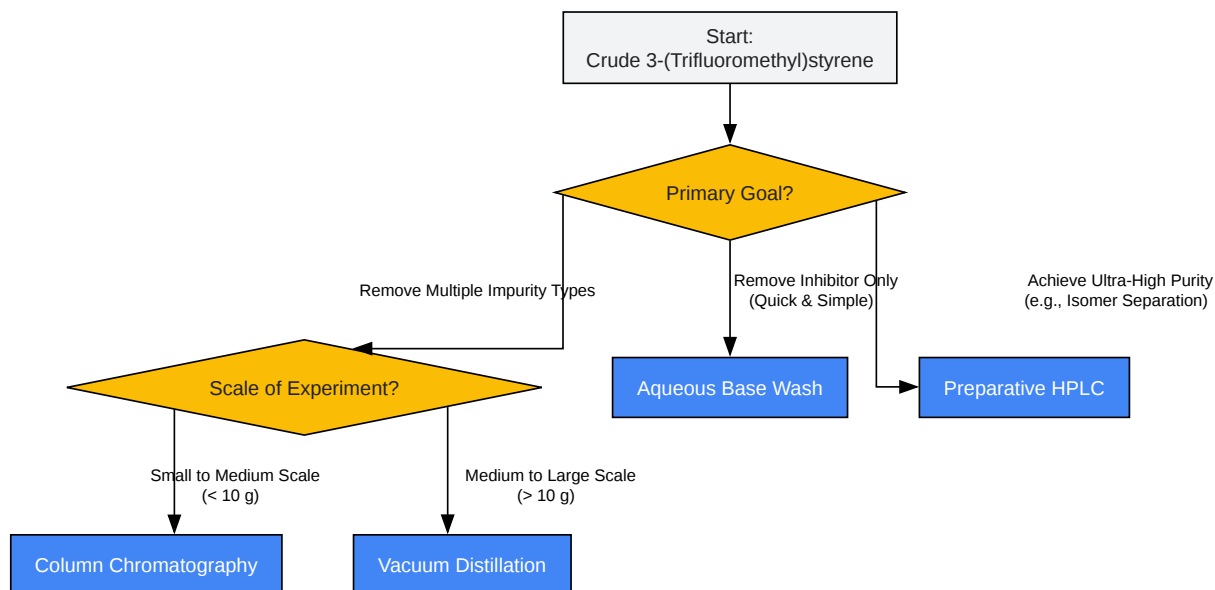 Start:
Crude 3-(Trifluoromethyl)styrene
Primary Goal?
Remove Multiple Impurity Types
Remove Inhibitor Only
(Quick & Simple)
Achieve Ultra-High Purity
(e.g., Isomer Separation)
Scale of Experiment?
Aqueous Base Wash
Preparative HPLC
Small to Medium Scale
(< 10 g)
Medium to Large Scale
(> 10 g)
Column Chromatography
Vacuum Distillation